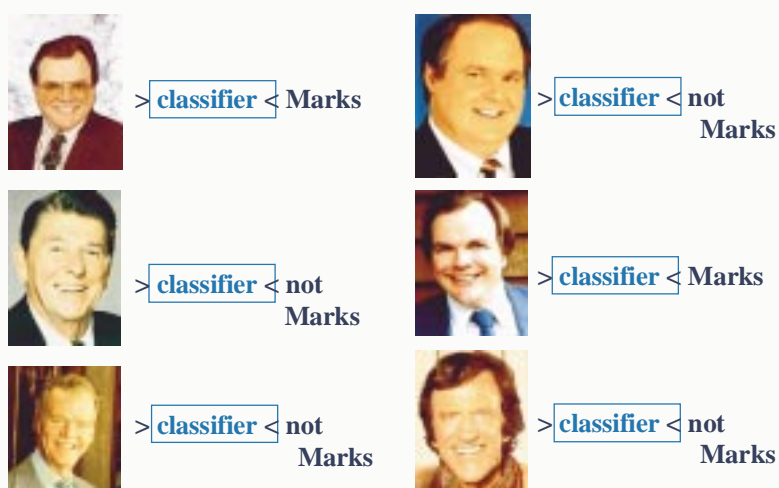 > classifier < Marks
> classifier < not
Marks
> classifier < not
Marks
> classifier < Marks
> classifier < not
Marks
> classifier < not
Marks